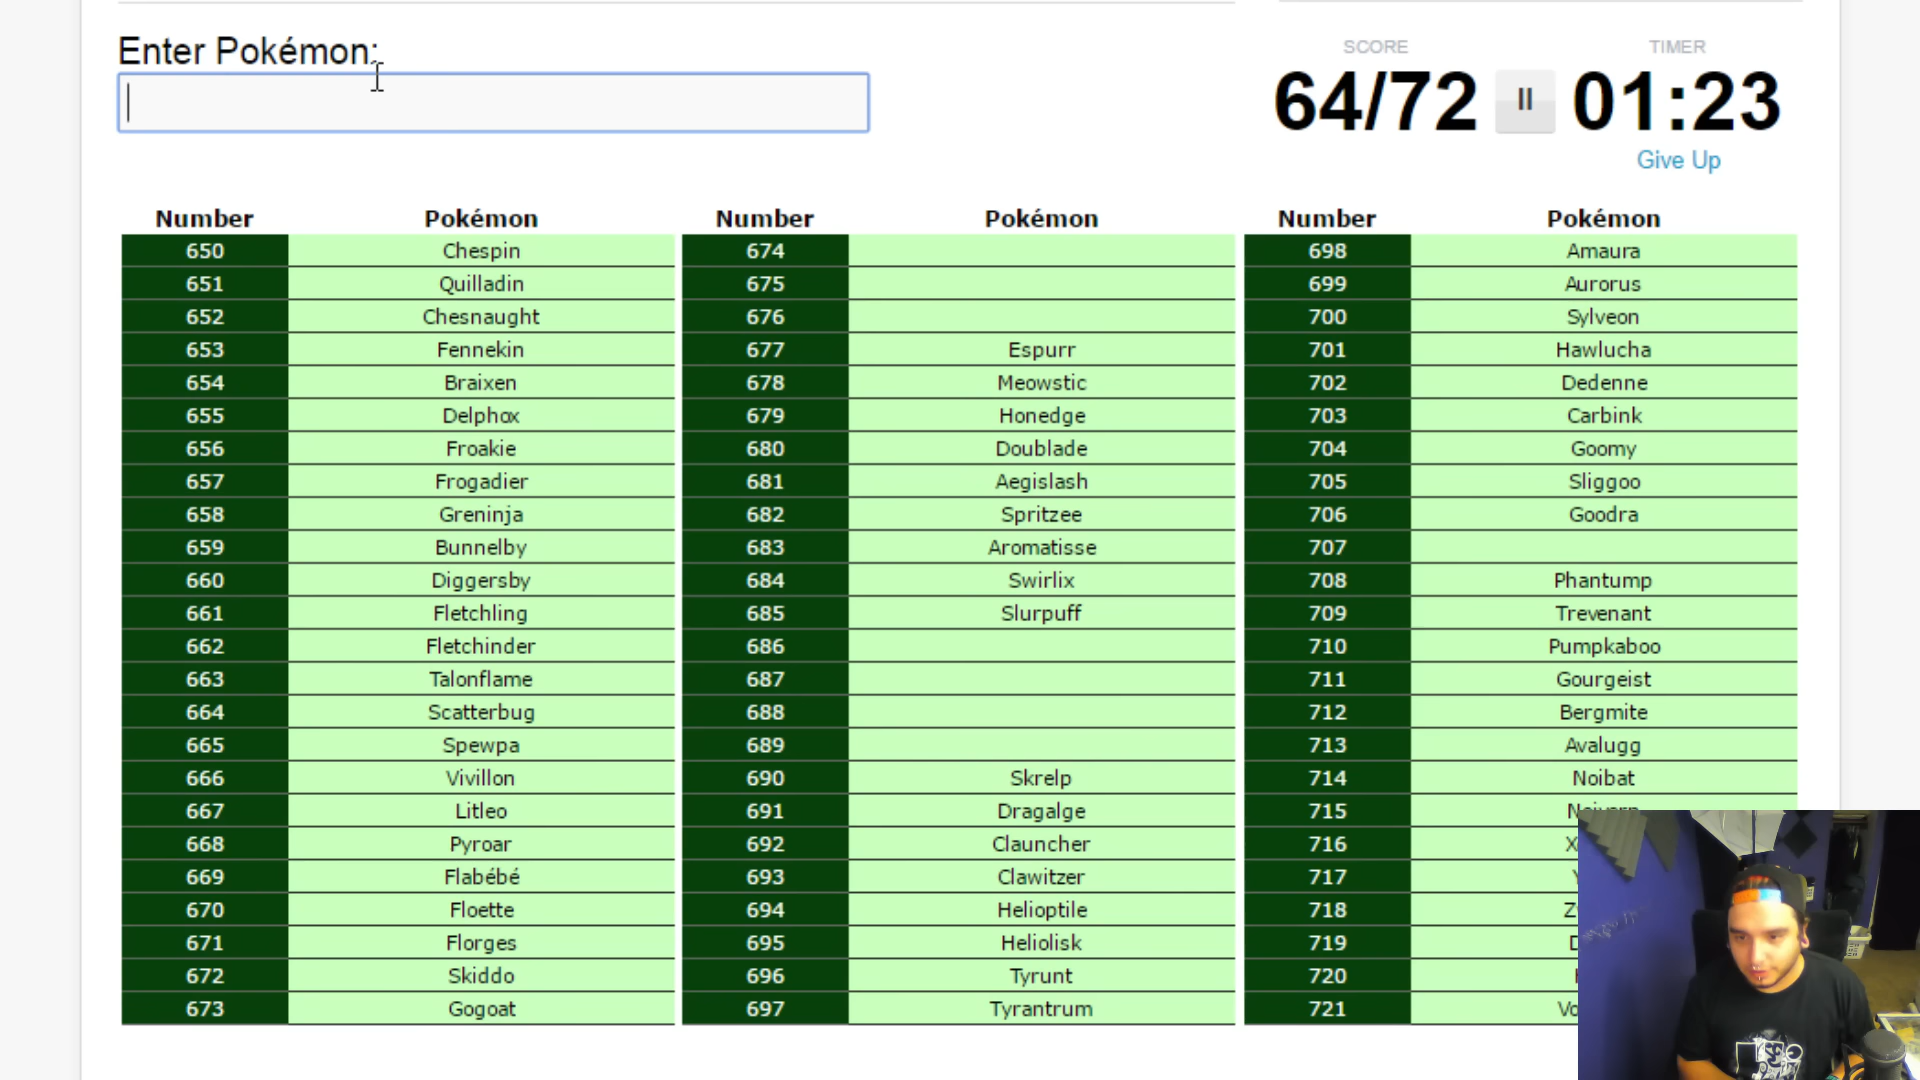 Enter Pokémon:
SCORE
TIMER
64/72
01:23
Give Up
Number Pokémon Number Pokémon Number Pokémon
650 Chespin 674 698 Amaura
651 Quilladin 675 699 Aurorus
652 Chesnaught 676 700 Sylveon
653 Fennekin 677 Espurr 701 Hawlucha
654 Braixen 678 Meowstic 702 Dedenne
655 Delphox 679 Honedge 703 Carbink
656 Froakie 680 Doublade 704 Goomy
657 Frogadier 681 Aegislash 705 Sliggoo
658 Greninja 682 Spritzee 706 Goodra
659 Bunnelby 683 Aromatisse 707
660 Diggersby 684 Swirlix 708 Phantump
661 Fletchling 685 Slurpuff 709 Trevenant
662 Fletchinder 686 710 Pumpkaboo
663 Talonflame 687 711 Gourgeist
664 Scatterbug 688 712 Bergmite
665 Spewpa 689 713 Avalugg
666 Vivillon 690 Skrelp 714 Noibat
667 Litleo 691 Dragalge 715
668 Pyroar 692 Clauncher 716 X
669 Flabébé 693 Clawitzer 717
670 Floette 694 Helioptile 718 Z
671 Florges 695 Heliolisk 719
672 Skiddo 696 Tyrunt 720
673 Gogoat 697 Tyrantrum 721 Vo